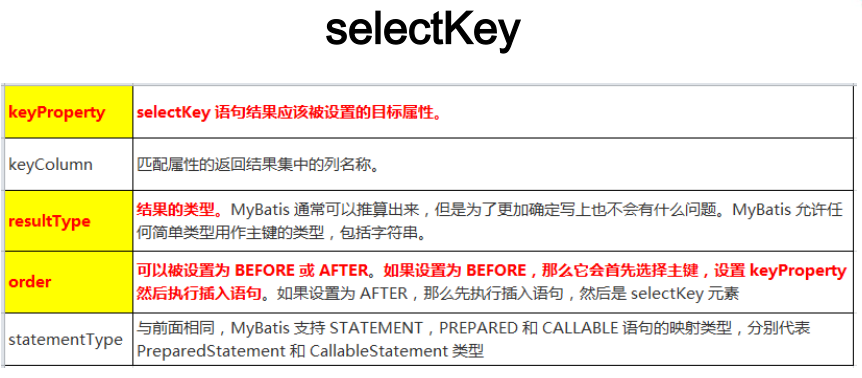 selectKey
keyProperty
selectKey 语句结果应该被设置的目标属性。
keyColumn
匹配属性的返回结果集中的列名称。
resultType
结果的类型。MyBatis 通常可以推算出来，但是为了更加确定写上也不会有什么问题。MyBatis 允许任
何简单类型用作主键的类型，包括字符串。
order
可以被设置为 BEFORE 或 AFTER。如果设置为 BEFORE，那么它会首先选择主键，设置 keyProperty
然后执行插入语句。如果设置为 AFTER，那么先执行插入语句，然后是 selectKey 元素
statementType
与前面相同，MyBatis 支持 STATEMENT，PREPARED 和 CALLABLE 语句的映射类型，分别代表
PreparedStatement 和 CallableStatement 类型